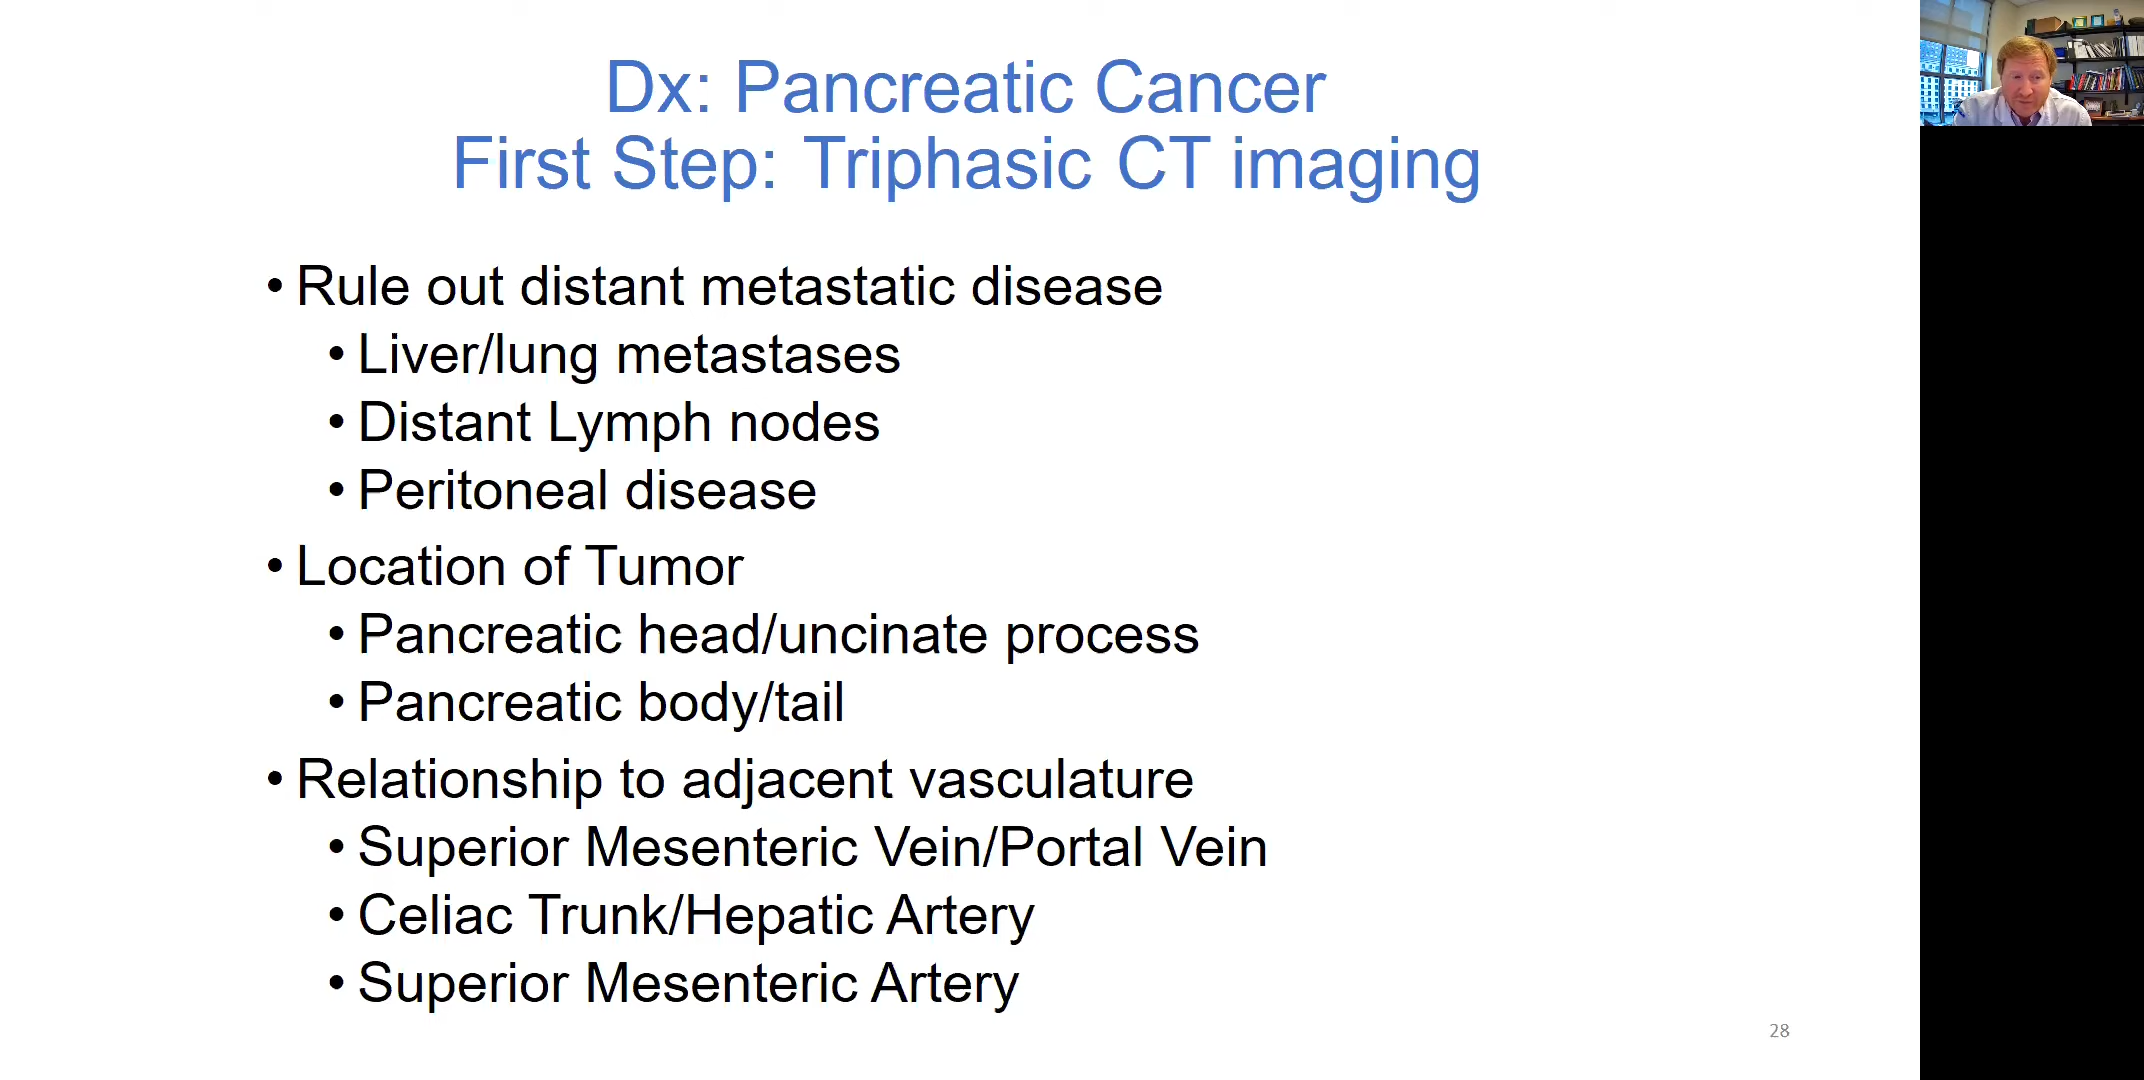 Dx: Pancreatic Cancer
First Step: Triphasic CT imaging
• Rule out distant metastatic disease
• Liver/lung metastases
• Distant Lymph nodes
• Peritoneal disease
• Location of Tumor
• Pancreatic head/uncinate process
• Pancreatic body/tail
• Relationship to adjacent vasculature
• Superior Mesenteric Vein/Portal Vein
• Celiac Trunk/Hepatic Artery
• Superior Mesenteric Artery
28